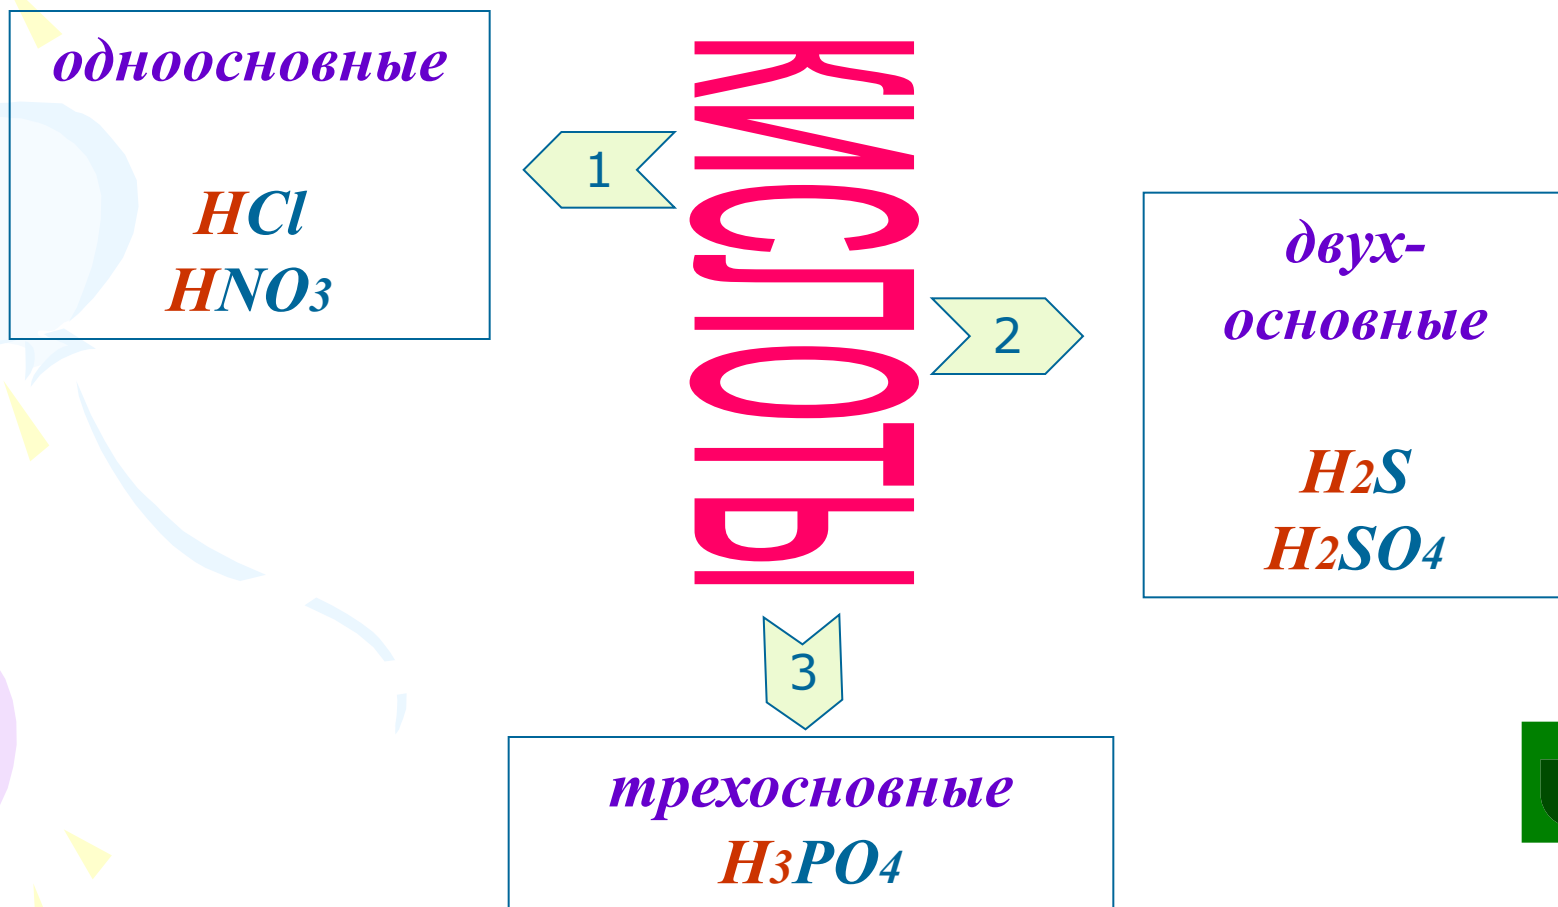 КИСЛОТЫ
1
одноосновные
HCl
HNO3
2
двух-
основные
H2S
H2SO4
3
трехосновные
H3PO4